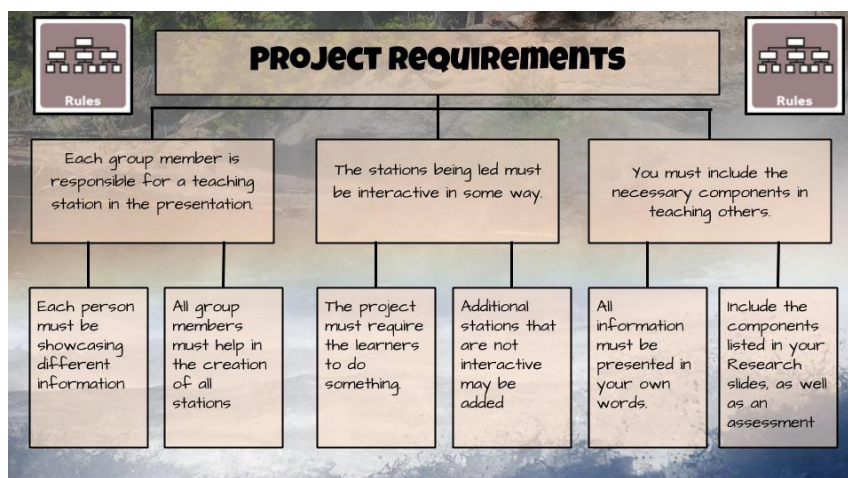 PROJECT REQUIREMENTS
Rules
Rules
Each group member is
responsible for a teaching
station in the presentation.
The stations being led must
be interactive in some way.
You must include the
necessary components in
teaching others.
Each person
must be
showcasing
different
information
All group
members
must help in
the creation
of all
stations
The project
must require
the learners
to do
something.
Additional
stations that
are not
interactive
may be
added
All
information
must be
presented in
your own
words.
Include the
components
listed in your
Research
slides, as well
as an
assessment